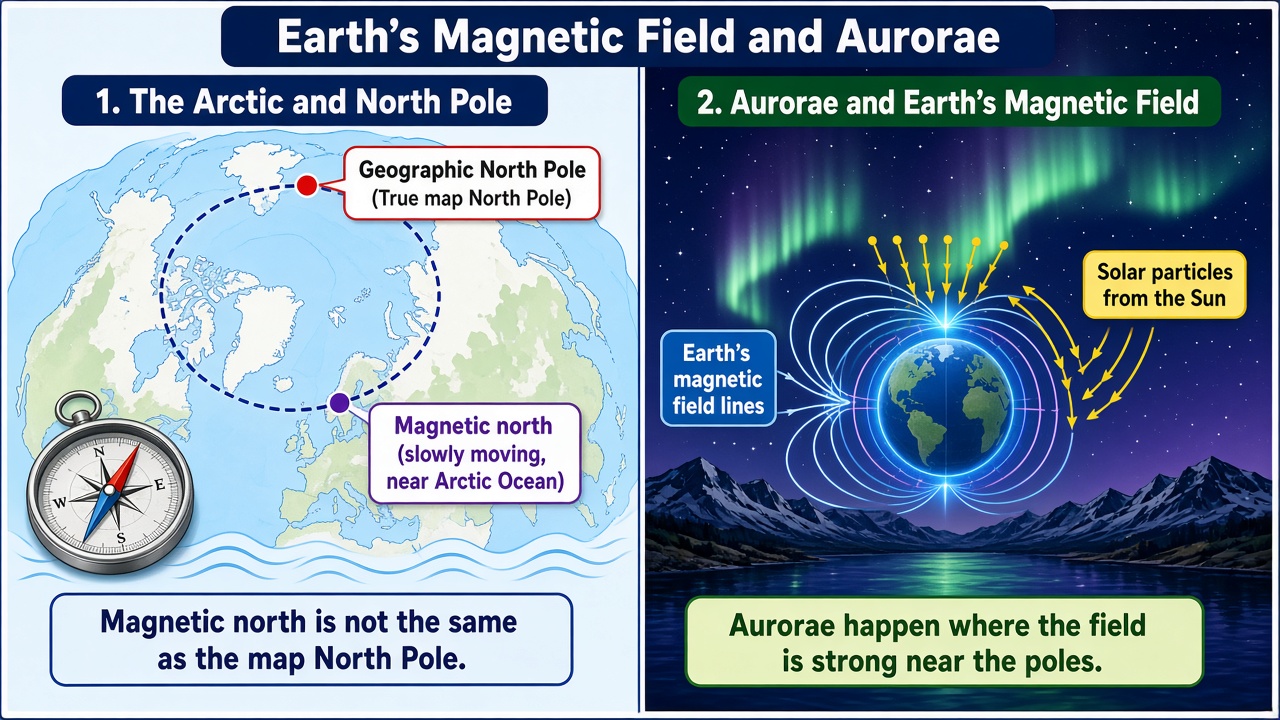 Earth's Magnetic Field and Aurorae
1. The Arctic and North Pole
Geographic North Pole
(True map North Pole)
Magnetic north
(slowly moving,
near Arctic Ocean)
N
E
S
W
Magnetic north is not the same
as the map North Pole.
2. Aurorae and Earth's Magnetic Field
Solar particles
from the Sun
Earth's
magnetic
field lines
Aurorae happen where the field
is strong near the poles.